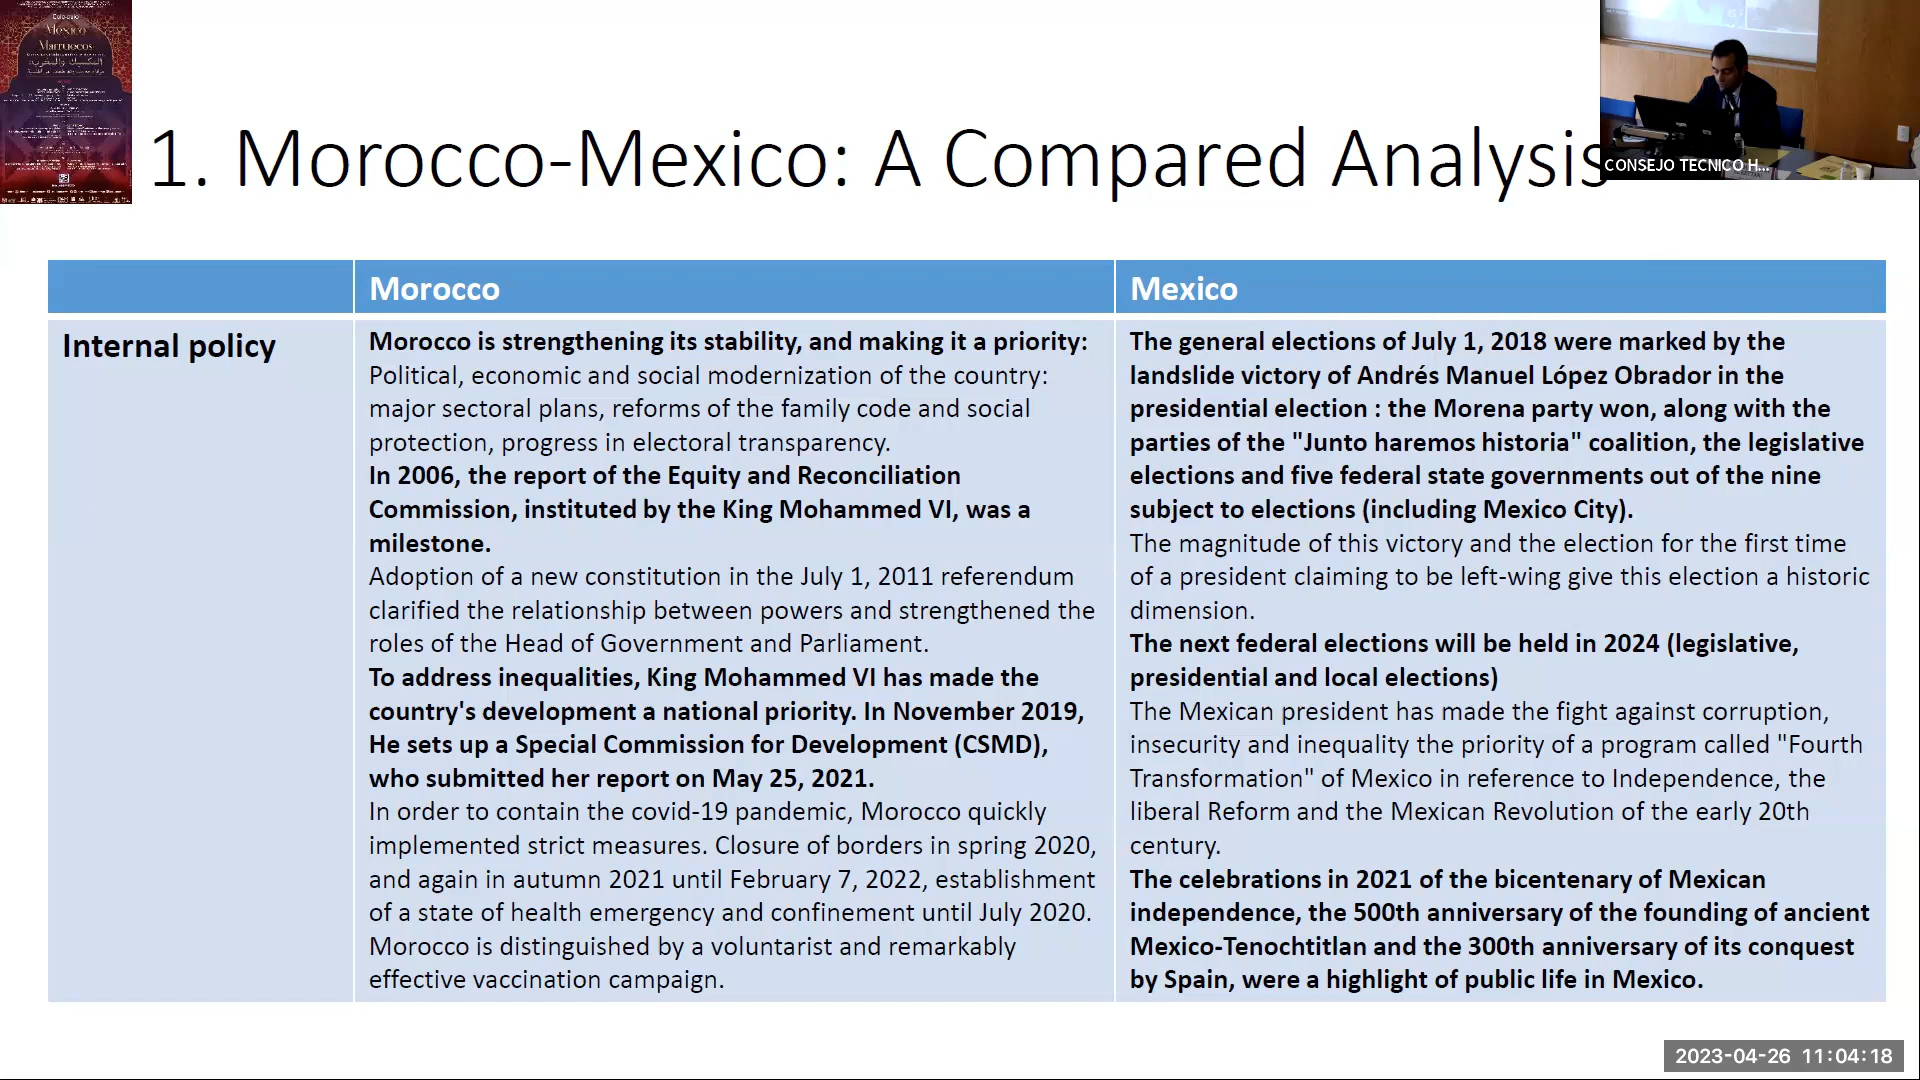 Coloquio
México
Marruecos
1. Morocco-Mexico: A Compared Analysis
CONSEJO TECNICO H...
Morocco
Mexico
Internal policy
Morocco is strengthening its stability, and making it a priority:
Political, economic and social modernization of the country:
major sectoral plans, reforms of the family code and social
protection, progress in electoral transparency.
In 2006, the report of the Equity and Reconciliation
Commission, instituted by the King Mohammed VI, was a
milestone.
Adoption of a new constitution in the July 1, 2011 referendum
clarified the relationship between powers and strengthened the
roles of the Head of Government and Parliament.
To address inequalities, King Mohammed VI has made the
country's development a national priority. In November 2019,
He sets up a Special Commission for Development (CSMD),
who submitted her report on May 25, 2021.
In order to contain the covid-19 pandemic, Morocco quickly
implemented strict measures. Closure of borders in spring 2020,
and again in autumn 2021 until February 7, 2022, establishment
of a state of health emergency and confinement until July 2020.
Morocco is distinguished by a voluntarist and remarkably
effective vaccination campaign.
The general elections of July 1, 2018 were marked by the
landslide victory of Andrés Manuel López Obrador in the
presidential election : the Morena party won, along with the
parties of the "Junto haremos historia" coalition, the legislative
elections and five federal state governments out of the nine
subject to elections (including Mexico City).
The magnitude of this victory and the election for the first time
of a president claiming to be left-wing give this election a historic
dimension.
The next federal elections will be held in 2024 (legislative,
presidential and local elections)
The Mexican president has made the fight against corruption,
insecurity and inequality the priority of a program called "Fourth
Transformation" of Mexico in reference to Independence, the
liberal Reform and the Mexican Revolution of the early 20th
century.
The celebrations in 2021 of the bicentenary of Mexican
independence, the 500th anniversary of the founding of ancient
Mexico-Tenochtitlan and the 300th anniversary of its conquest
by Spain, were a highlight of public life in Mexico.
2023-04-26 11:04:18